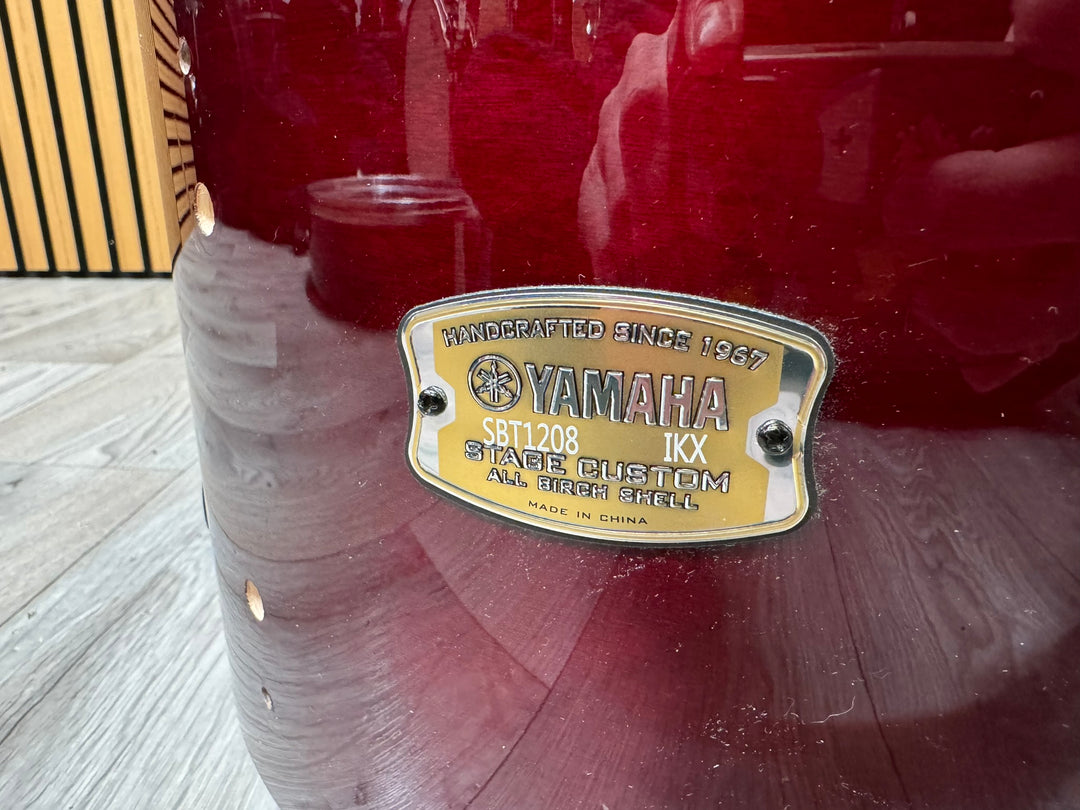 HANDCRAFTED SINCE 1967
YAMAHA
SBT1208 IKX
STAGE CUSTOM
ALL BIRCH SHELL
MADE IN CHINA